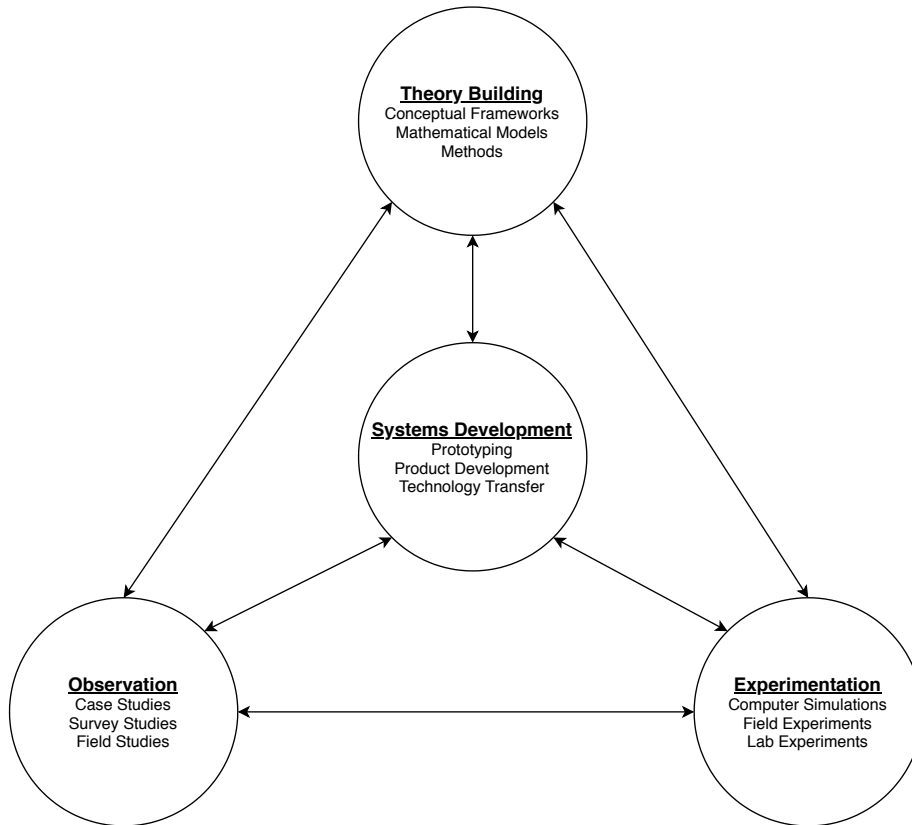 Theory Building
Conceptual Frameworks
Mathematical Models
Methods
Systems Development
Prototyping
Product Development
Technology Transfer
Observation
Case Studies
Survey Studies
Field Studies
Experimentation
Computer Simulations
Field Experiments
Lab Experiments